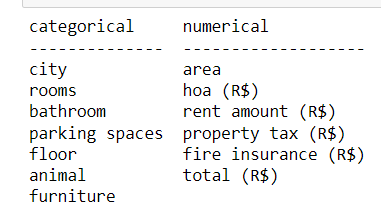 categorical     numerical
--------------  -------------------
city            area
rooms           hoa (R$)
bathroom        rent amount (R$)
parking spaces  property tax (R$)
floor           fire insurance (R$)
animal          total (R$)
furniture